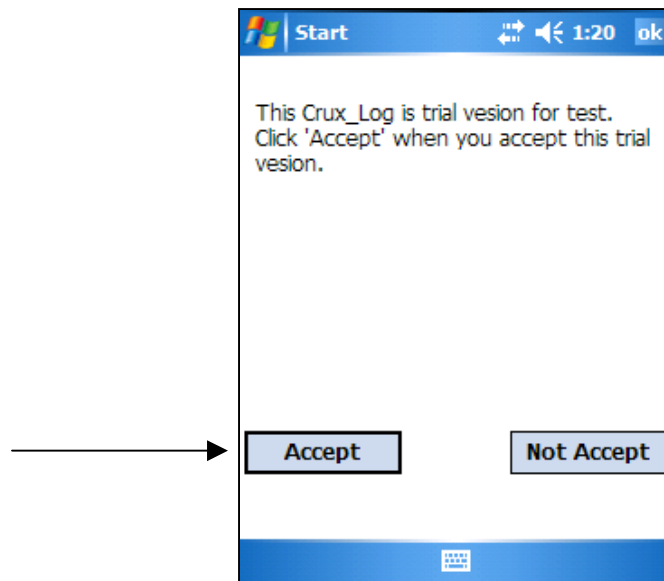 Start 1:20 ok
This Crux_Log is trial vesion for test.
Click 'Accept' when you accept this trial
vesion.
Accept Not Accept